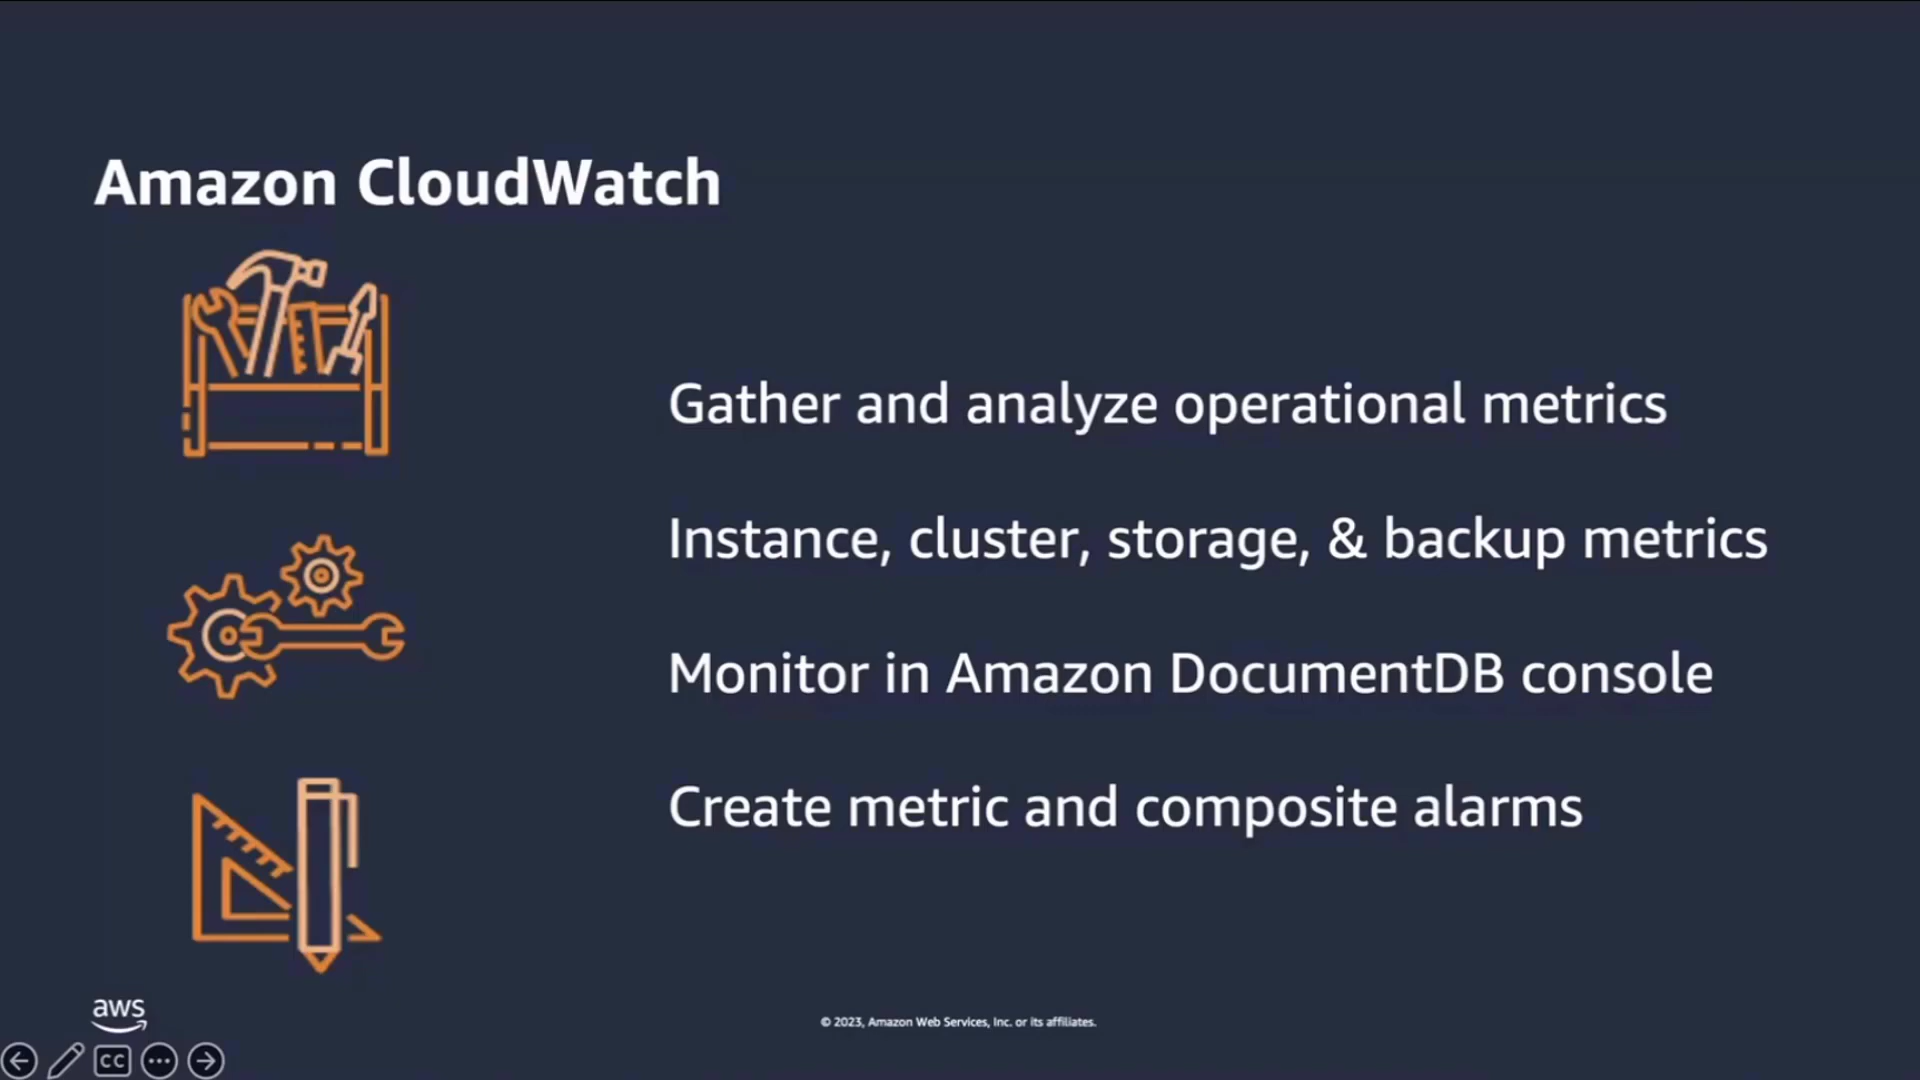 Amazon CloudWatch
Gather and analyze operational metrics
Instance, cluster, storage, & backup metrics
Monitor in Amazon DocumentDB console
Create metric and composite alarms
aws
© 2023, Amazon Web Services, Inc. or its affiliates.
CC